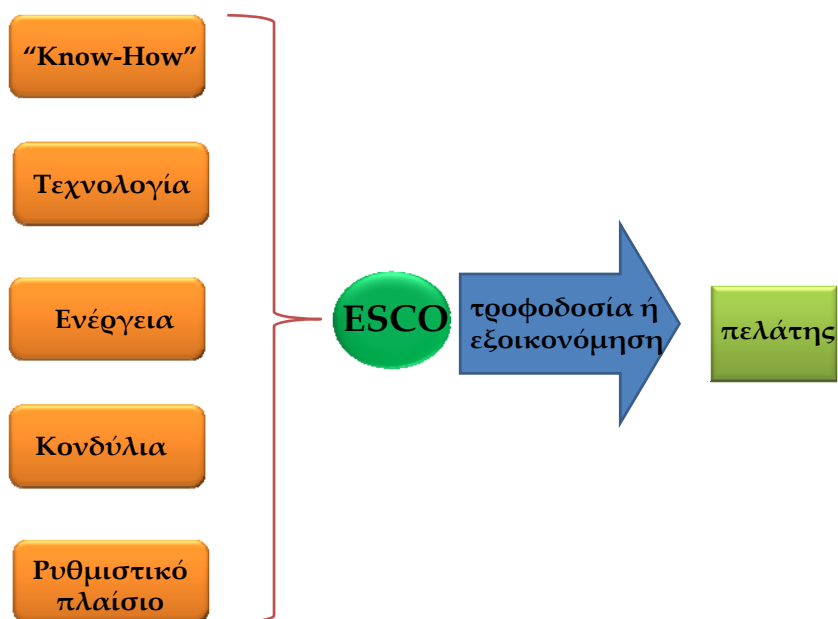 “Know-How”
Τεχνολογία
Ενέργεια
Κονδύλια
Ρυθμιστικό
πλαίσιο
ESCO
τροφοδοσία ή
εξοικονόμηση
πελάτης